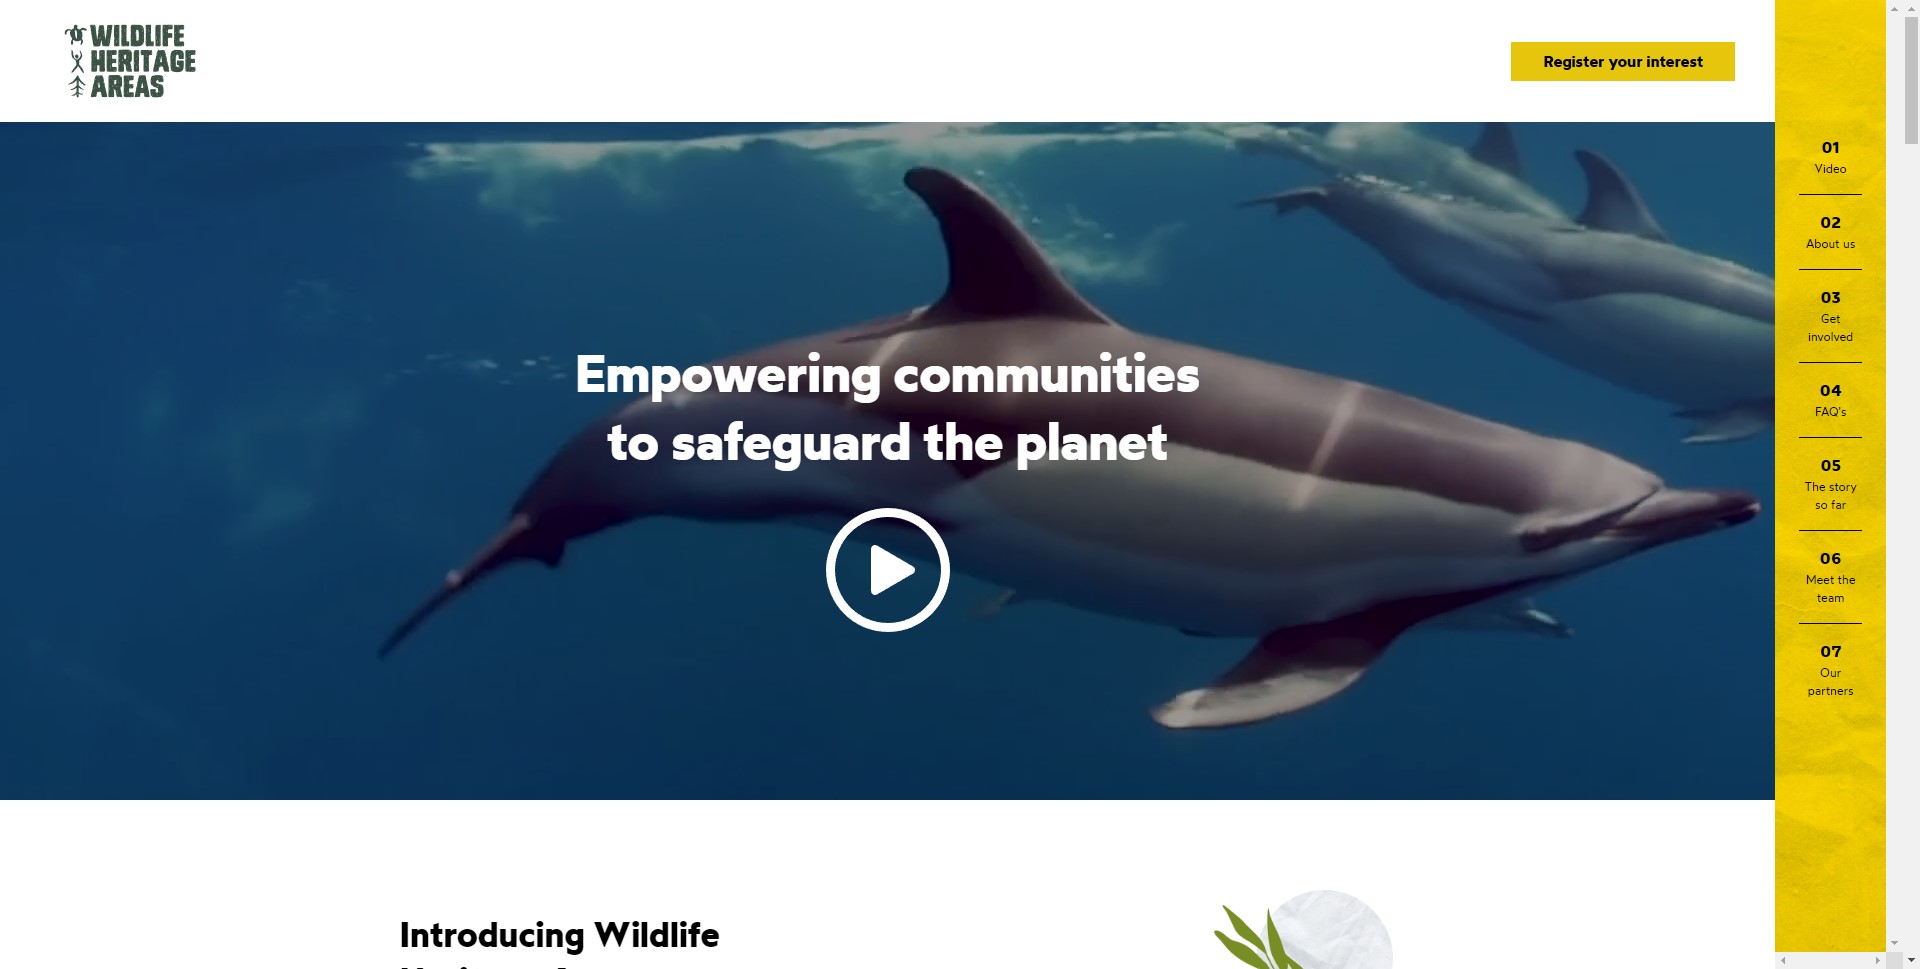 WILDLIFE
HERITAGE
AREAS
Register your interest
Empowering communities
to safeguard the planet
01
Video
02
About us
03
Get
involved
04
FAQ's
05
The story
so far
06
Meet the
team
07
Our
partners
Introducing Wildlife